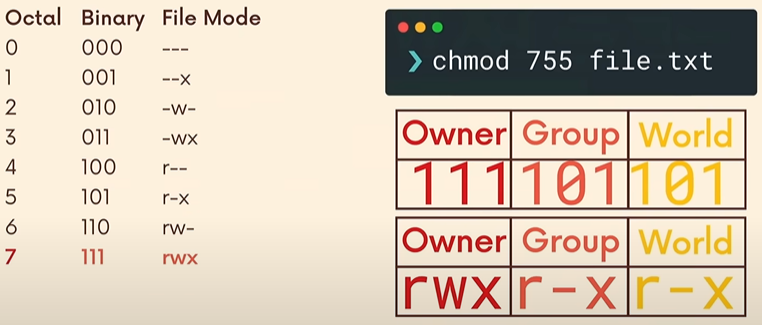 Octal Binary File Mode
0 000 ---
1 001 --x
2 010 -w-
3 011 -wx
4 100 r--
5 101 r-x
6 110 rw-
7 111 rwx
❯ chmod 755 file.txt
Owner Group World
111 101 101
Owner Group World
rwx r-x r-x